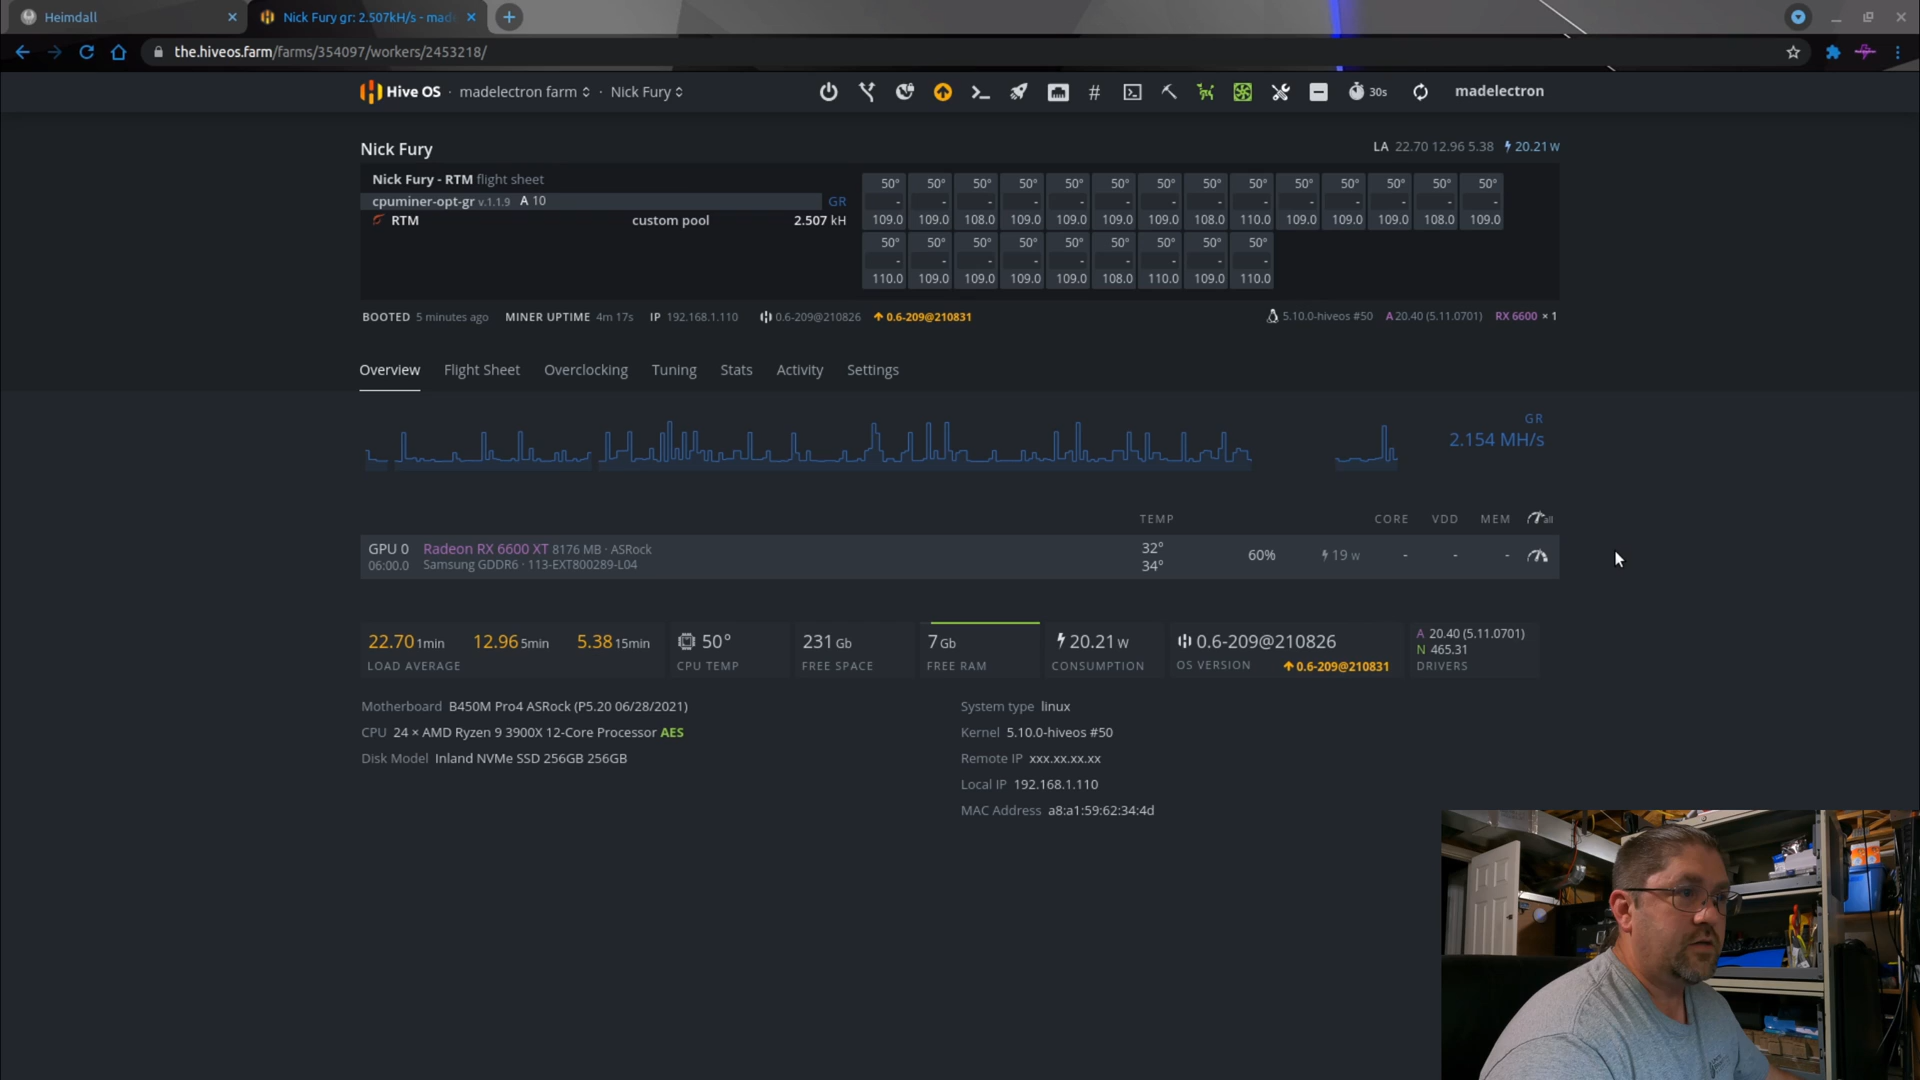 Heimdall
Nick Fury gr: 2.507kH/s - made
the.hiveos.farm/farms/354097/workers/2453218/
Hive OS · madelectron farm · Nick Fury
# 30s madelectron
Nick Fury
LA 22.70 12.96 5.38 20.21 W
Nick Fury - RTM flight sheet
cpuminer-opt-gr v.1.1.9 A 10 GR
RTM custom pool 2.507 kH
50° 50° 50° 50° 50° 50° 50° 50° 50° 50° 50° 50° 50° 50°
- - - - - - - - - - - - - -
109.0 109.0 108.0 109.0 109.0 109.0 109.0 108.0 110.0 109.0 109.0 109.0 108.0 109.0
50° 50° 50° 50° 50° 50° 50° 50° 50°
- - - - - - - - -
110.0 109.0 109.0 109.0 109.0 108.0 110.0 109.0 110.0
BOOTED 5 minutes ago MINER UPTIME 4m 17s IP 192.168.1.110 0.6-209@210826 0.6-209@210831
5.10.0-hiveos #50 A 20.40 (5.11.0701) RX 6600 × 1
Overview Flight Sheet Overclocking Tuning Stats Activity Settings
GR
2.154 MH/s
TEMP CORE VDD MEM all
GPU 0 Radeon RX 6600 XT 8176 MB · ASRock 32°
06:00.0 Samsung GDDR6 · 113-EXT800289-L04 34°
60% 19 W - - -
22.70 1min 12.96 5min 5.38 15min
LOAD AVERAGE
50°
CPU TEMP
231 Gb
FREE SPACE
7 Gb
FREE RAM
20.21 W
CONSUMPTION
0.6-209@210826
OS VERSION 0.6-209@210831
A 20.40 (5.11.0701)
N 465.31
DRIVERS
Motherboard B450M Pro4 ASRock (P5.20 06/28/2021)
CPU 24 × AMD Ryzen 9 3900X 12-Core Processor AES
Disk Model Inland NVMe SSD 256GB 256GB
System type linux
Kernel 5.10.0-hiveos #50
Remote IP xxx.xx.xx.xx
Local IP 192.168.1.110
MAC Address a8:a1:59:62:34:4d